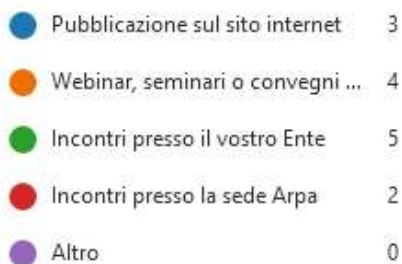 Pubblicazione sul sito internet 3
Webinar, seminari o convegni ... 4
Incontri presso il vostro Ente 5
Incontri presso la sede Arpa 2
Altro 0